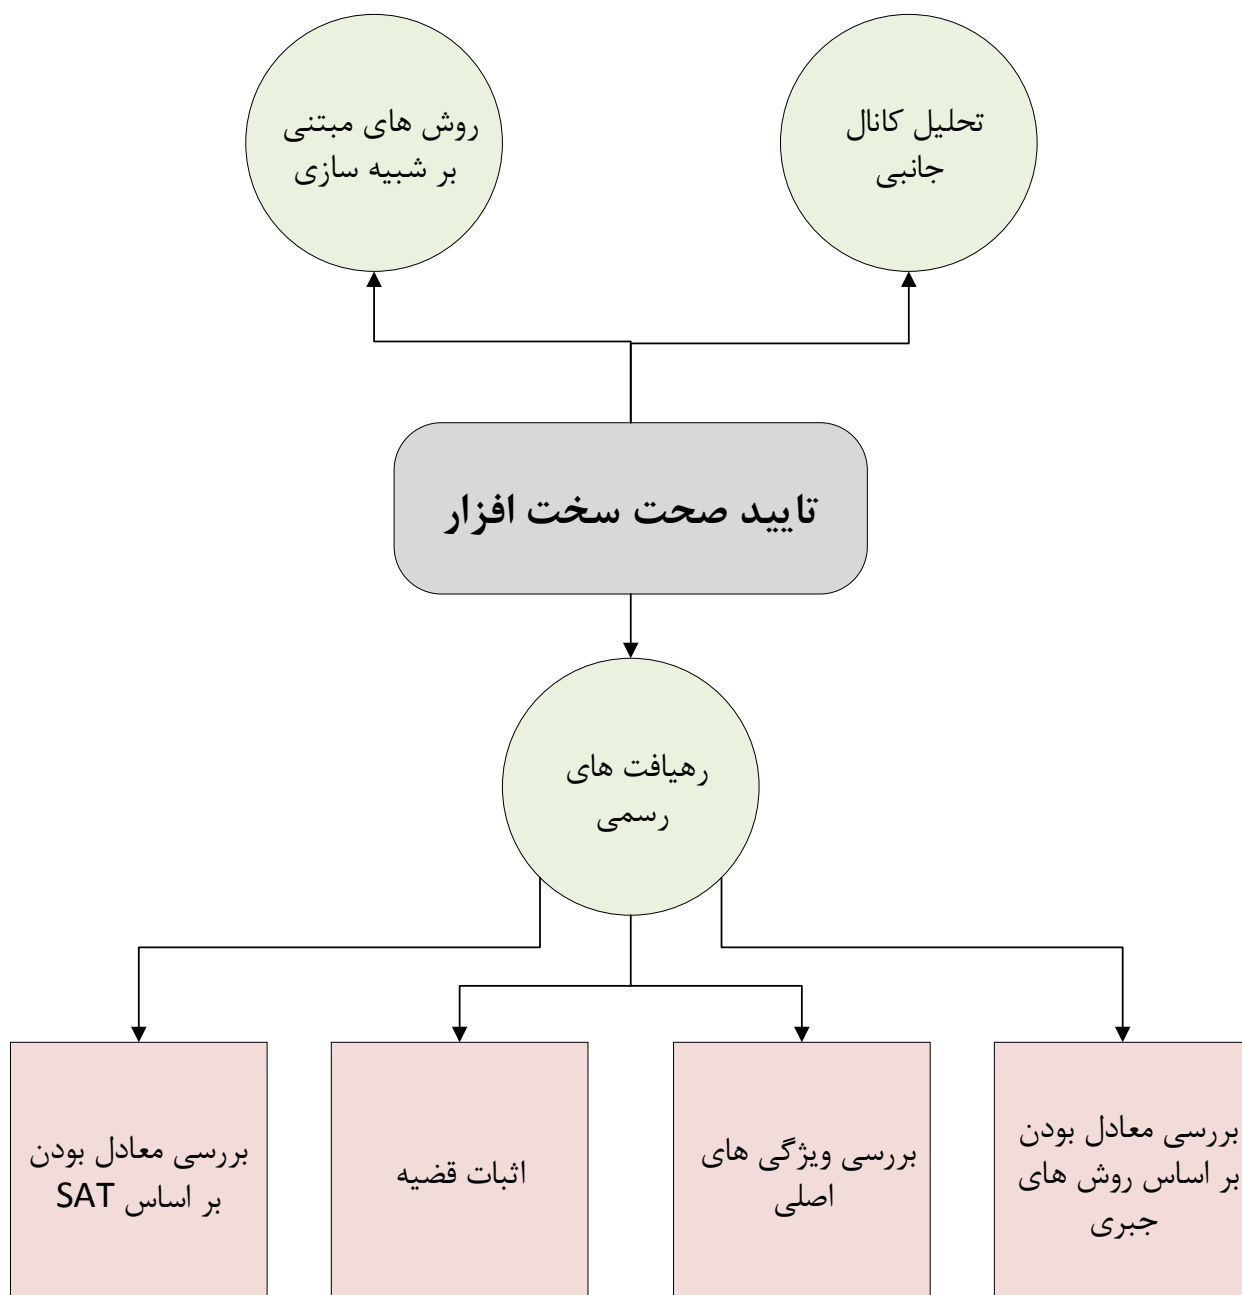 تحلیل کانال
جانبی
روش های مبتنی
بر شبیه سازی
تایید صحت سخت افزار
رهیافت های
رسمی
بررسی معادل بودن
بر اساس روش های
جبری
بررسی ویژگی های
اصلی
اثبات قضیه
بررسی معادل بودن
بر اساس SAT